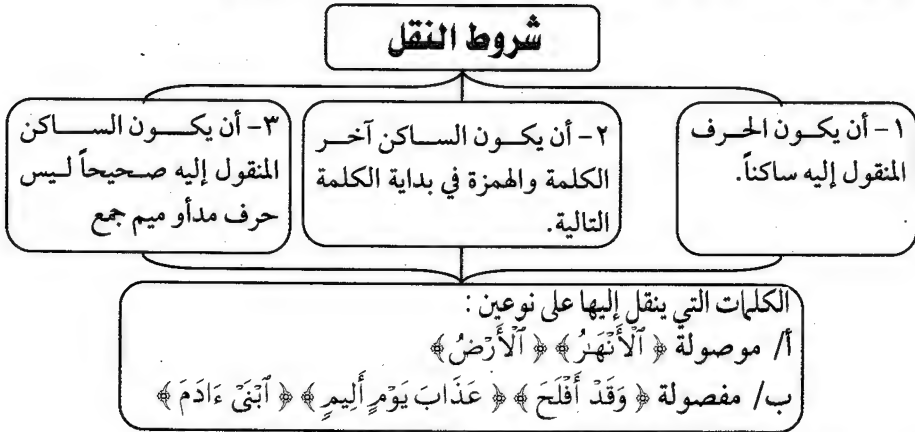 شروط النقل
١- أن يكون الحرف
المنقول إليه ساكناً.
٢- أن يكون الساكن آخر
الكلمة والهمزة في بداية الكلمة
التالية.
٣- أن يكون الساكن
المنقول إليه صحيحاً ليس
حرف مد أو ميم جمع
الكلمات التي ينقل إليها على نوعين :
أ/ موصولة ﴿ ٱلْأَنْهَٰرُ ﴾ ﴿ ٱلْأَرْضُ ﴾
ب/ مفصولة ﴿ وَقَدْ أَفْلَحَ ﴾ ﴿ عَذَابَ يَوْمٍ أَلِيمٍ ﴾ ﴿ ٱبْنَىْ ءَادَمَ ﴾